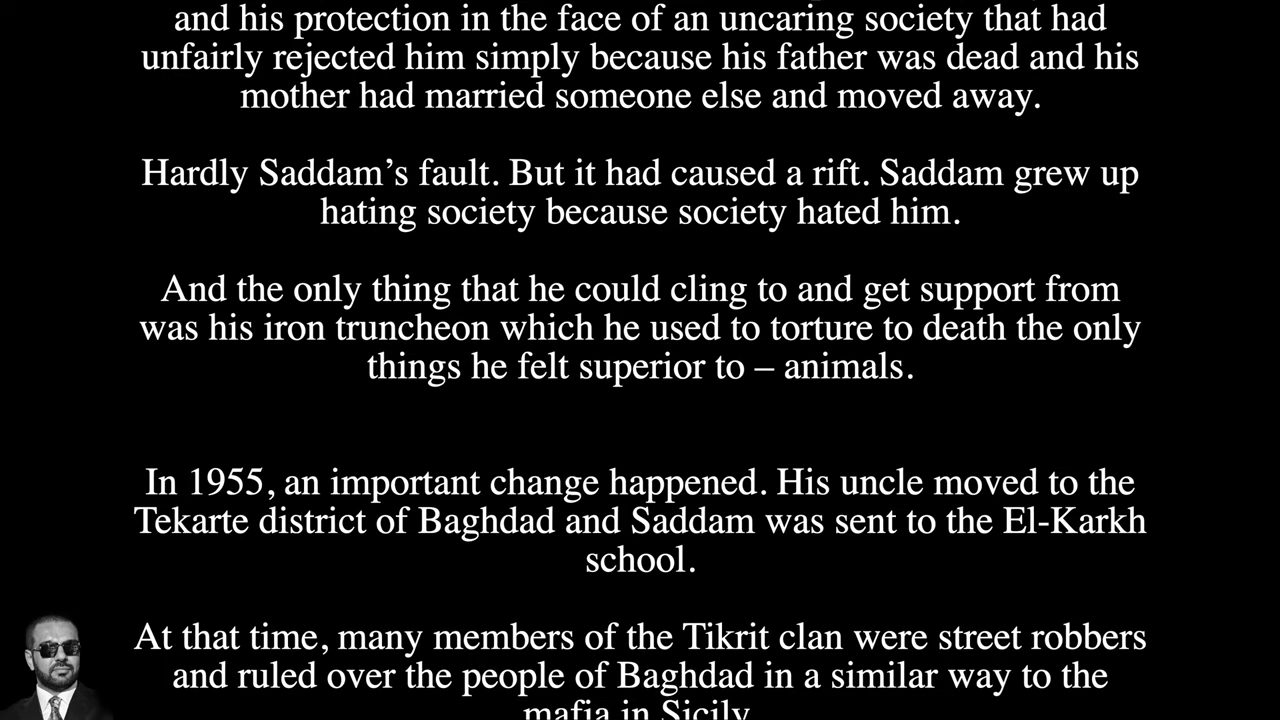 and his protection in the face of an uncaring society that had
unfairly rejected him simply because his father was dead and his
mother had married someone else and moved away.
Hardly Saddam’s fault. But it had caused a rift. Saddam grew up
hating society because society hated him.
And the only thing that he could cling to and get support from
was his iron truncheon which he used to torture to death the only
things he felt superior to – animals.
In 1955, an important change happened. His uncle moved to the
Tekarte district of Baghdad and Saddam was sent to the El-Karkh
school.
At that time, many members of the Tikrit clan were street robbers
and ruled over the people of Baghdad in a similar way to the
mafia in Sicily